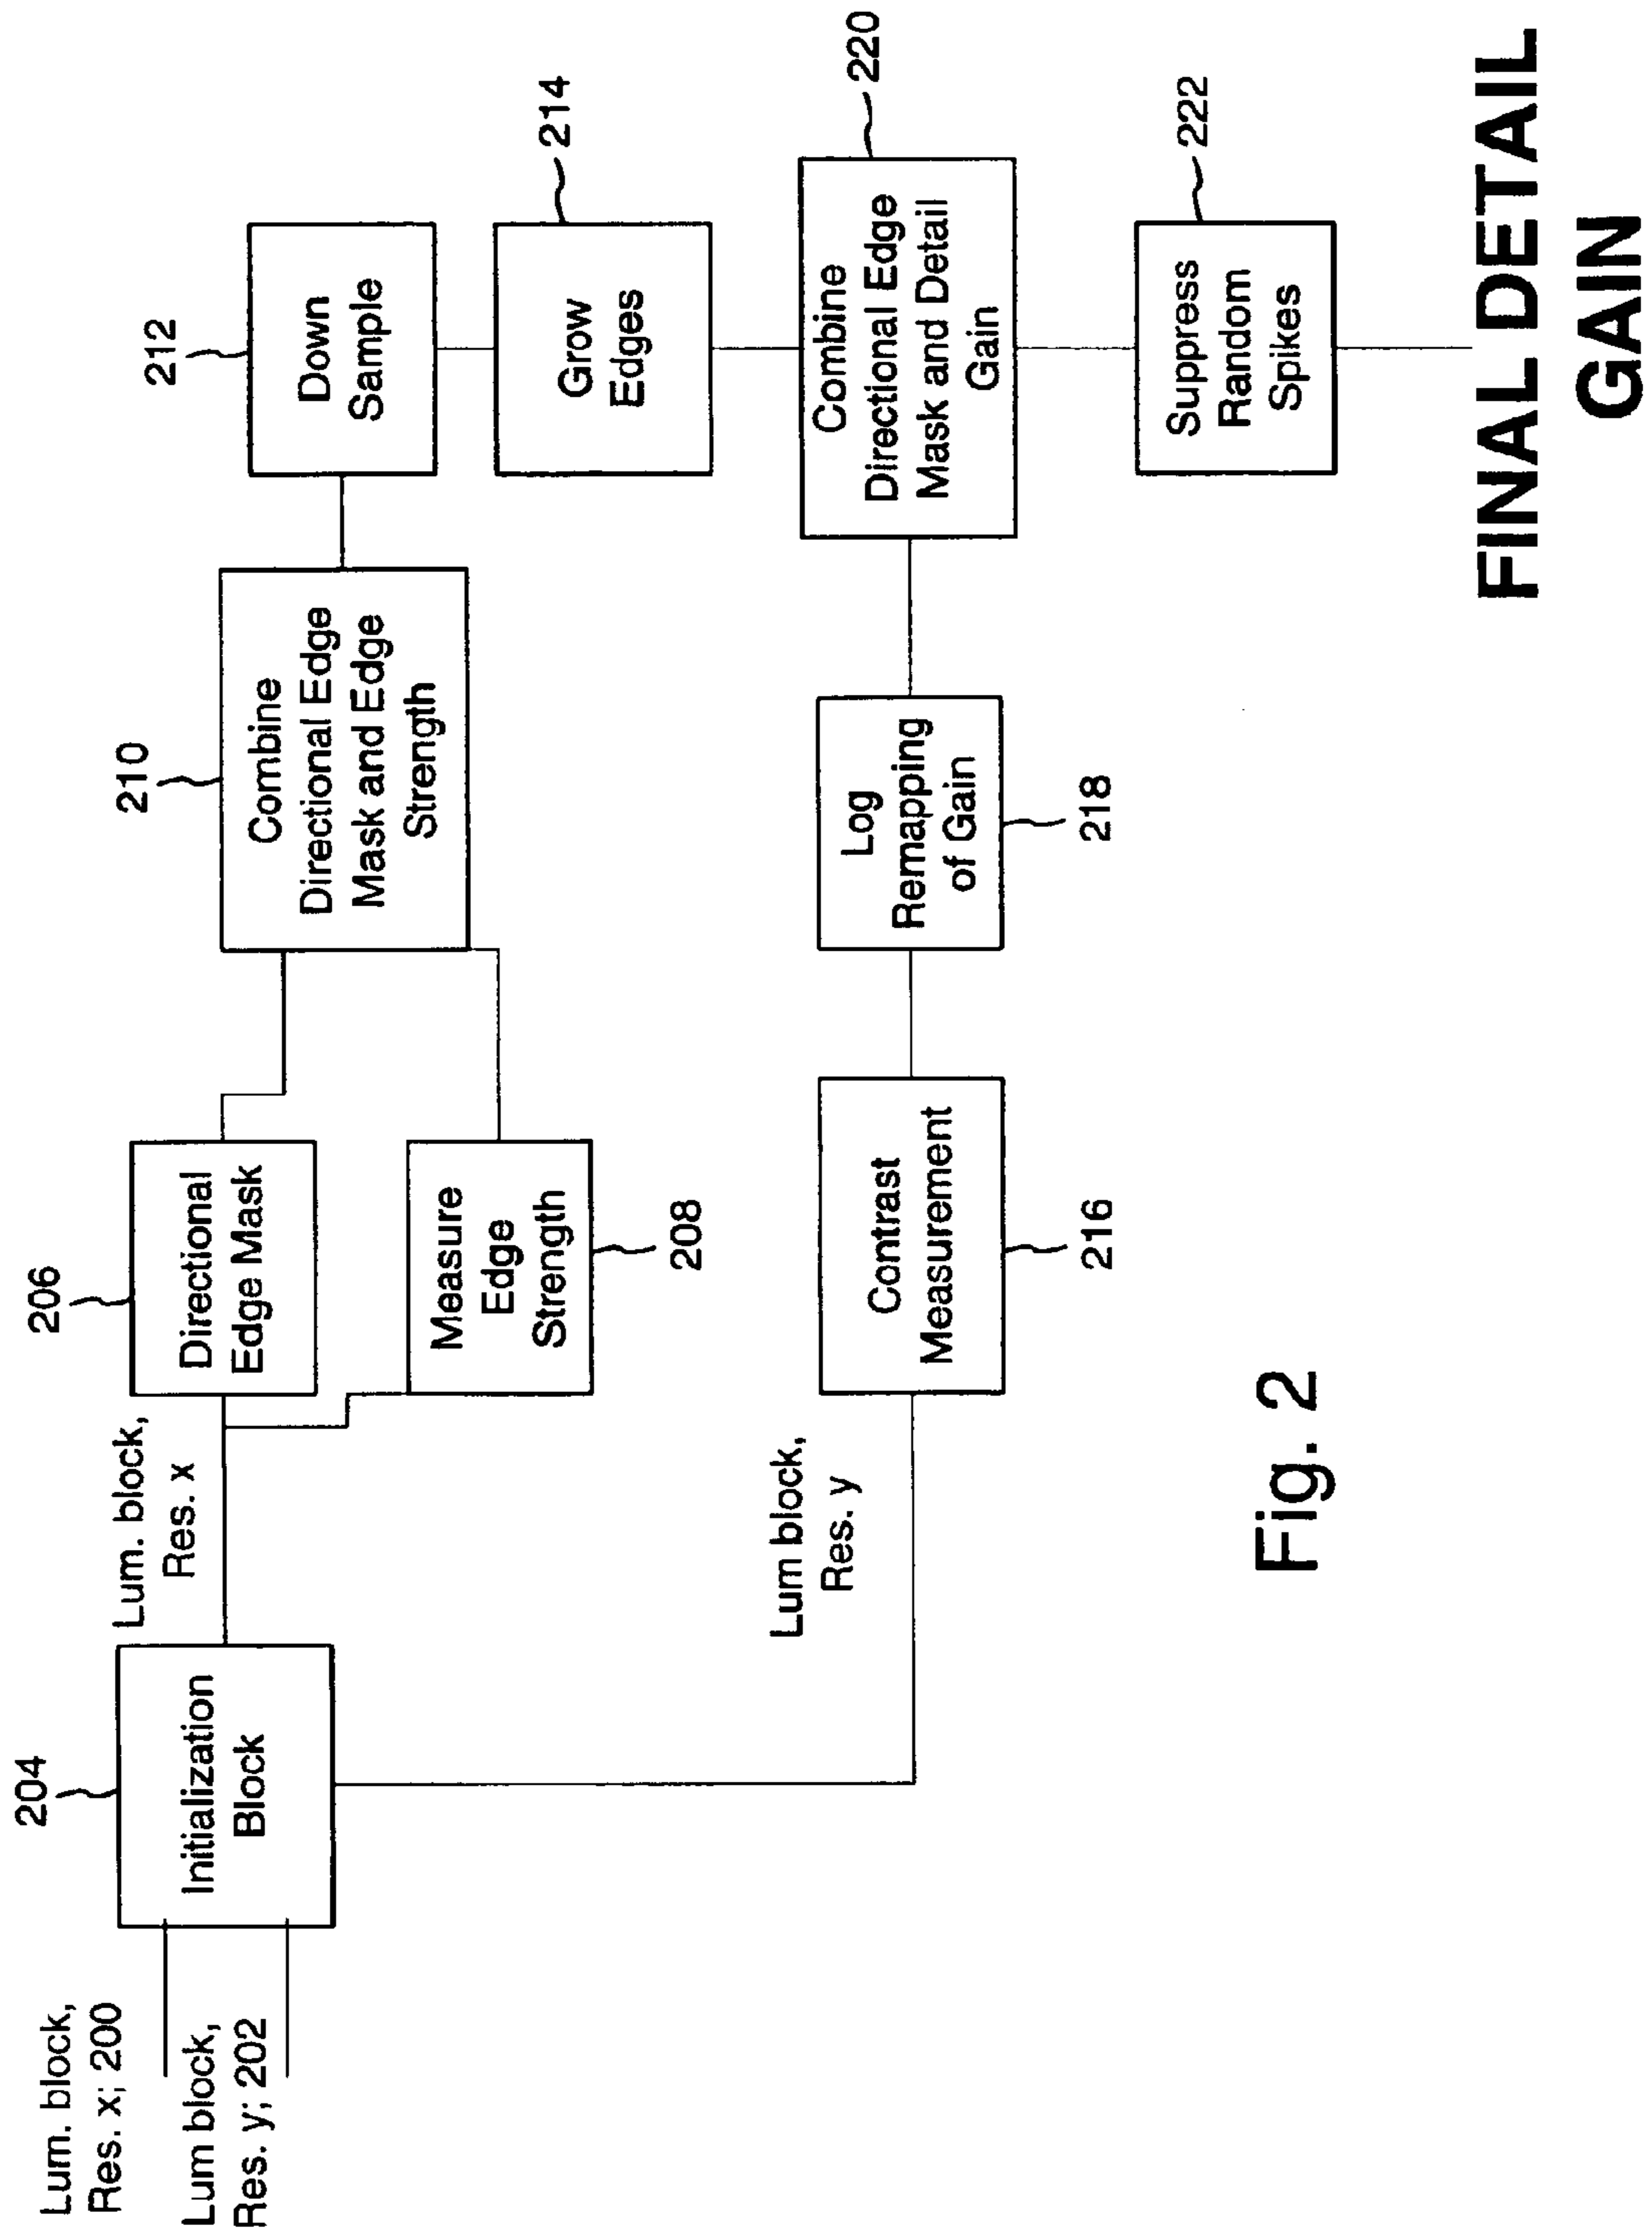 Lum. block,
Res. x; 200
Lum block,
Res. y; 202
204
Initialization
Block
Lum. block,
Res. x
206
Directional
Edge Mask
Measure
Edge
Strength
208
210
Combine
Directional Edge
Mask and Edge
Strength
212
Down
Sample
Grow
Edges
214
Lum block,
Res. y
Contrast
Measurement
216
Log
Remapping
of Gain
218
Combine
Directional Edge
Mask and Detail
Gain
220
Suppress
Random
Spikes
222
FINAL DETAIL
GAIN
Fig. 2